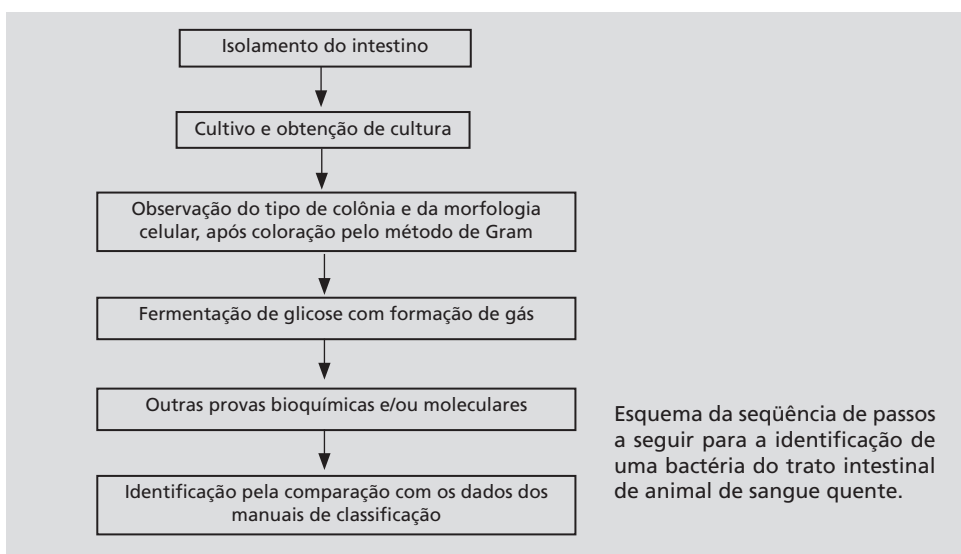 Isolamento do intestino
Cultivo e obtenção de cultura
Observação do tipo de colônia e da morfologia
celular, após coloração pelo método de Gram
Fermentação de glicose com formação de gás
Outras provas bioquímicas e/ou moleculares
Identificação pela comparação com os dados dos
manuais de classificação
Esquema da seqüência de passos
a seguir para a identificação de
uma bactéria do trato intestinal
de animal de sangue quente.